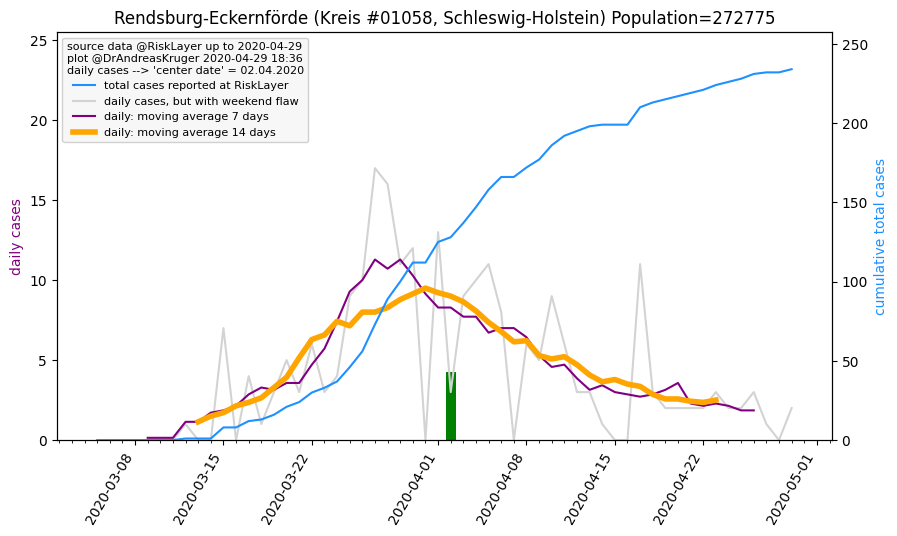 Rendsburg-Eckernförde (Kreis #01058, Schleswig-Holstein) Population=272775
source data @RiskLayer up to 2020-04-29
plot @DrAndreasKruger 2020-04-29 18:36
daily cases --> 'center date' = 02.04.2020
total cases reported at RiskLayer
daily cases, but with weekend flaw
daily: moving average 7 days
daily: moving average 14 days
daily cases
25
20
15
10
5
0
250
200
150
100
50
0
cumulative total cases
2020-03-08
2020-03-15
2020-03-22
2020-04-01
2020-04-08
2020-04-15
2020-04-22
2020-05-01